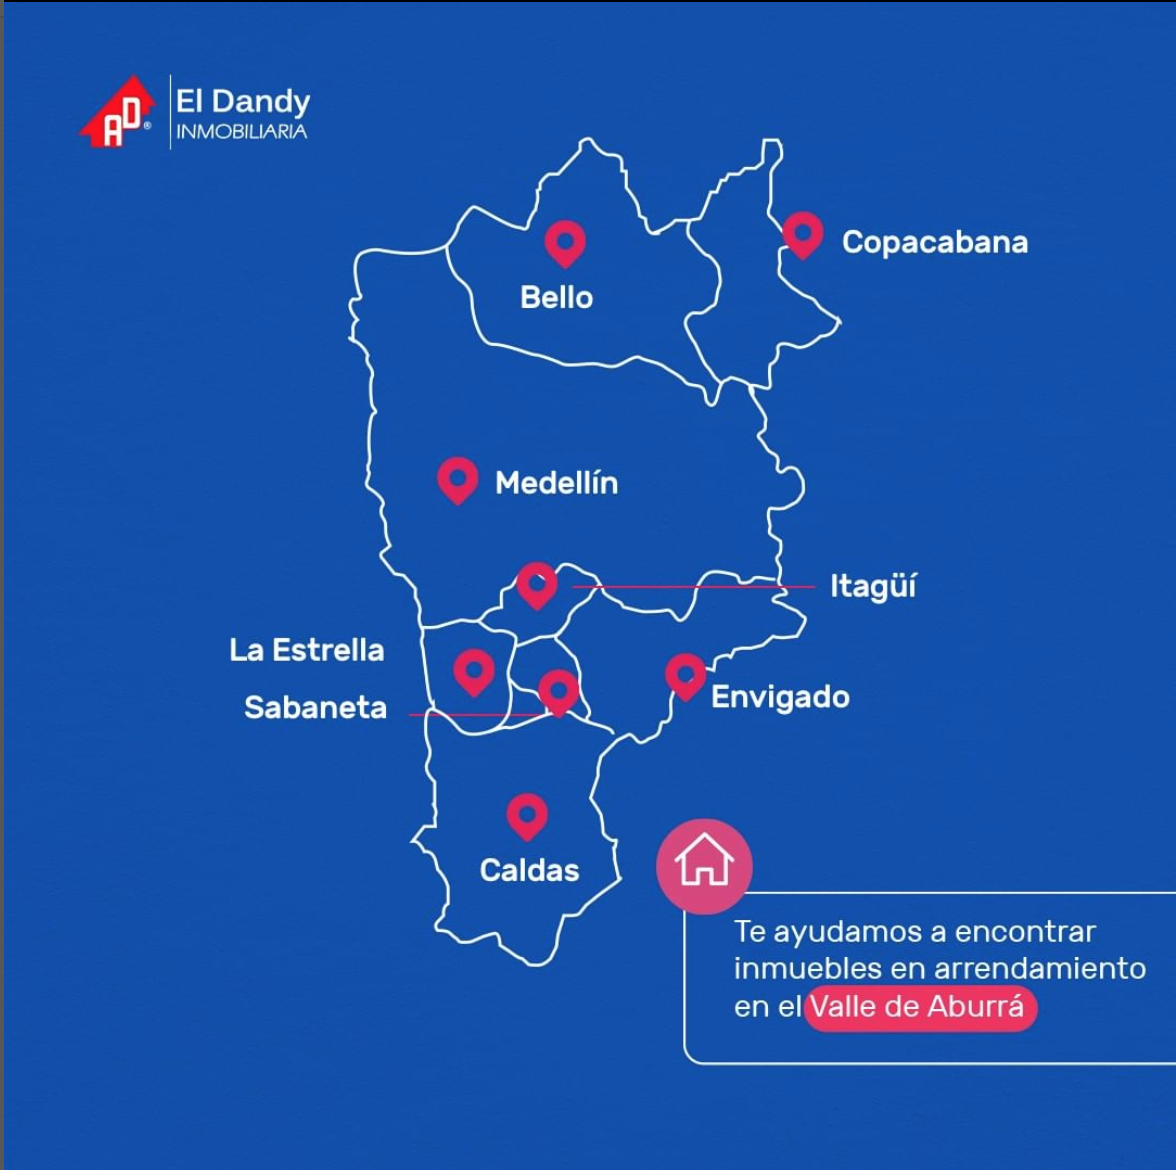 AD®
El Dandy
INMOBILIARIA
Copacabana
Bello
Medellín
Itagüí
La Estrella
Sabaneta
Envigado
Caldas
Te ayudamos a encontrar
inmuebles en arrendamiento
en el Valle de Aburrá